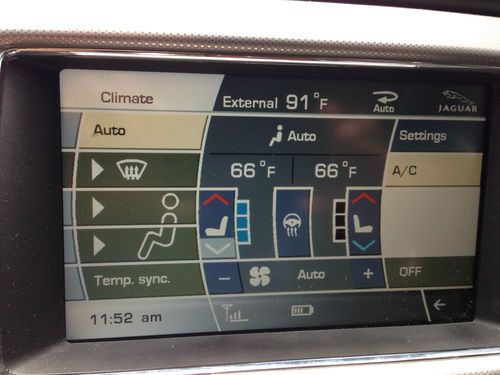 Climate
External 91°F
Auto
JAGUAR
Auto
Auto
Settings
66°F
66°F
A/C
Temp. sync.
– Auto +
OFF
11:52 am